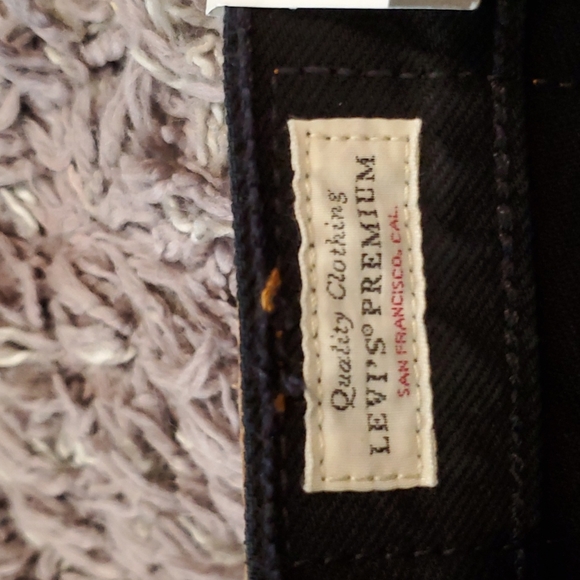 Quality Clothing
LEVI'S® PREMIUM
SAN FRANCISCO, CAL.